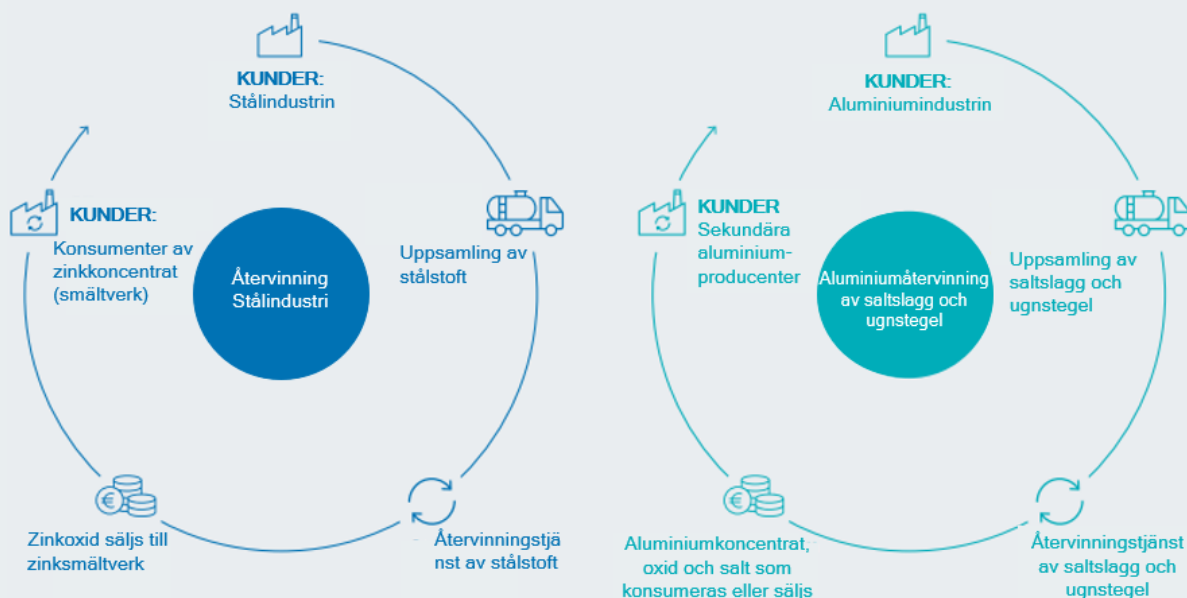 KUNDER:
Stålindustrin
Uppsamling av
stålstoft
Återvinningstjä
nst av stålstoft
Zinkoxid säljs till
zinksmältverk
KUNDER:
Konsumenter av
zinkkoncentrat
(smältverk)
Återvinning
Stålindustri
KUNDER:
Aluminiumindustrin
Uppsamling av
saltslagg och
ugnstegel
Återvinningstjänst
av saltslagg och
ugnstegel
Aluminiumkoncentrat,
oxid och salt som
konsumeras eller säljs
KUNDER
Sekundära
aluminium-
producenter
Aluminiumåtervinning
av saltslagg och
ugnstegel